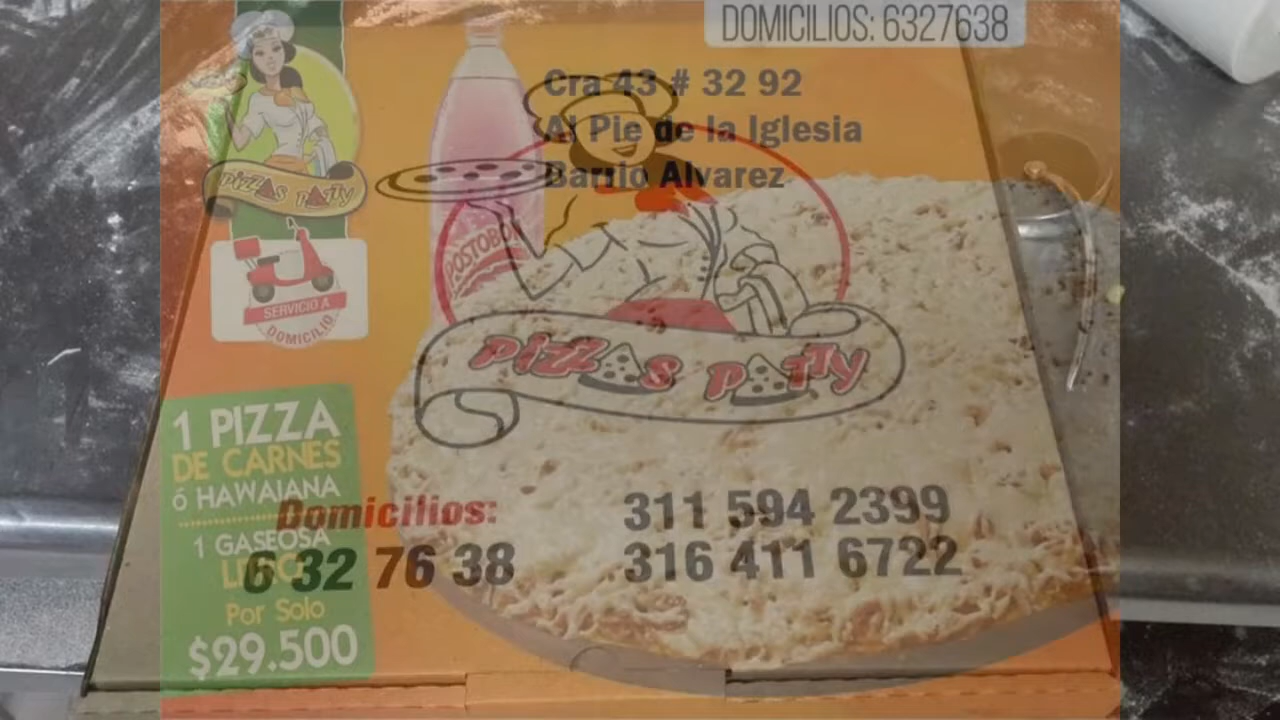 DOMICILIOS: 6327638
Cra 43 # 32 92
Al Pie de la Iglesia
Barrio Alvarez
PIZZAS PATTY
POSTOBÓN
SERVICIO A
DOMICILIO
PIZZAS PATTY
1 PIZZA
DE CARNES
ó HAWAIANA
1 GASEOSA
Por Solo
$29.500
Domicilios:
6 32 76 38
311 594 2399
316 411 6722